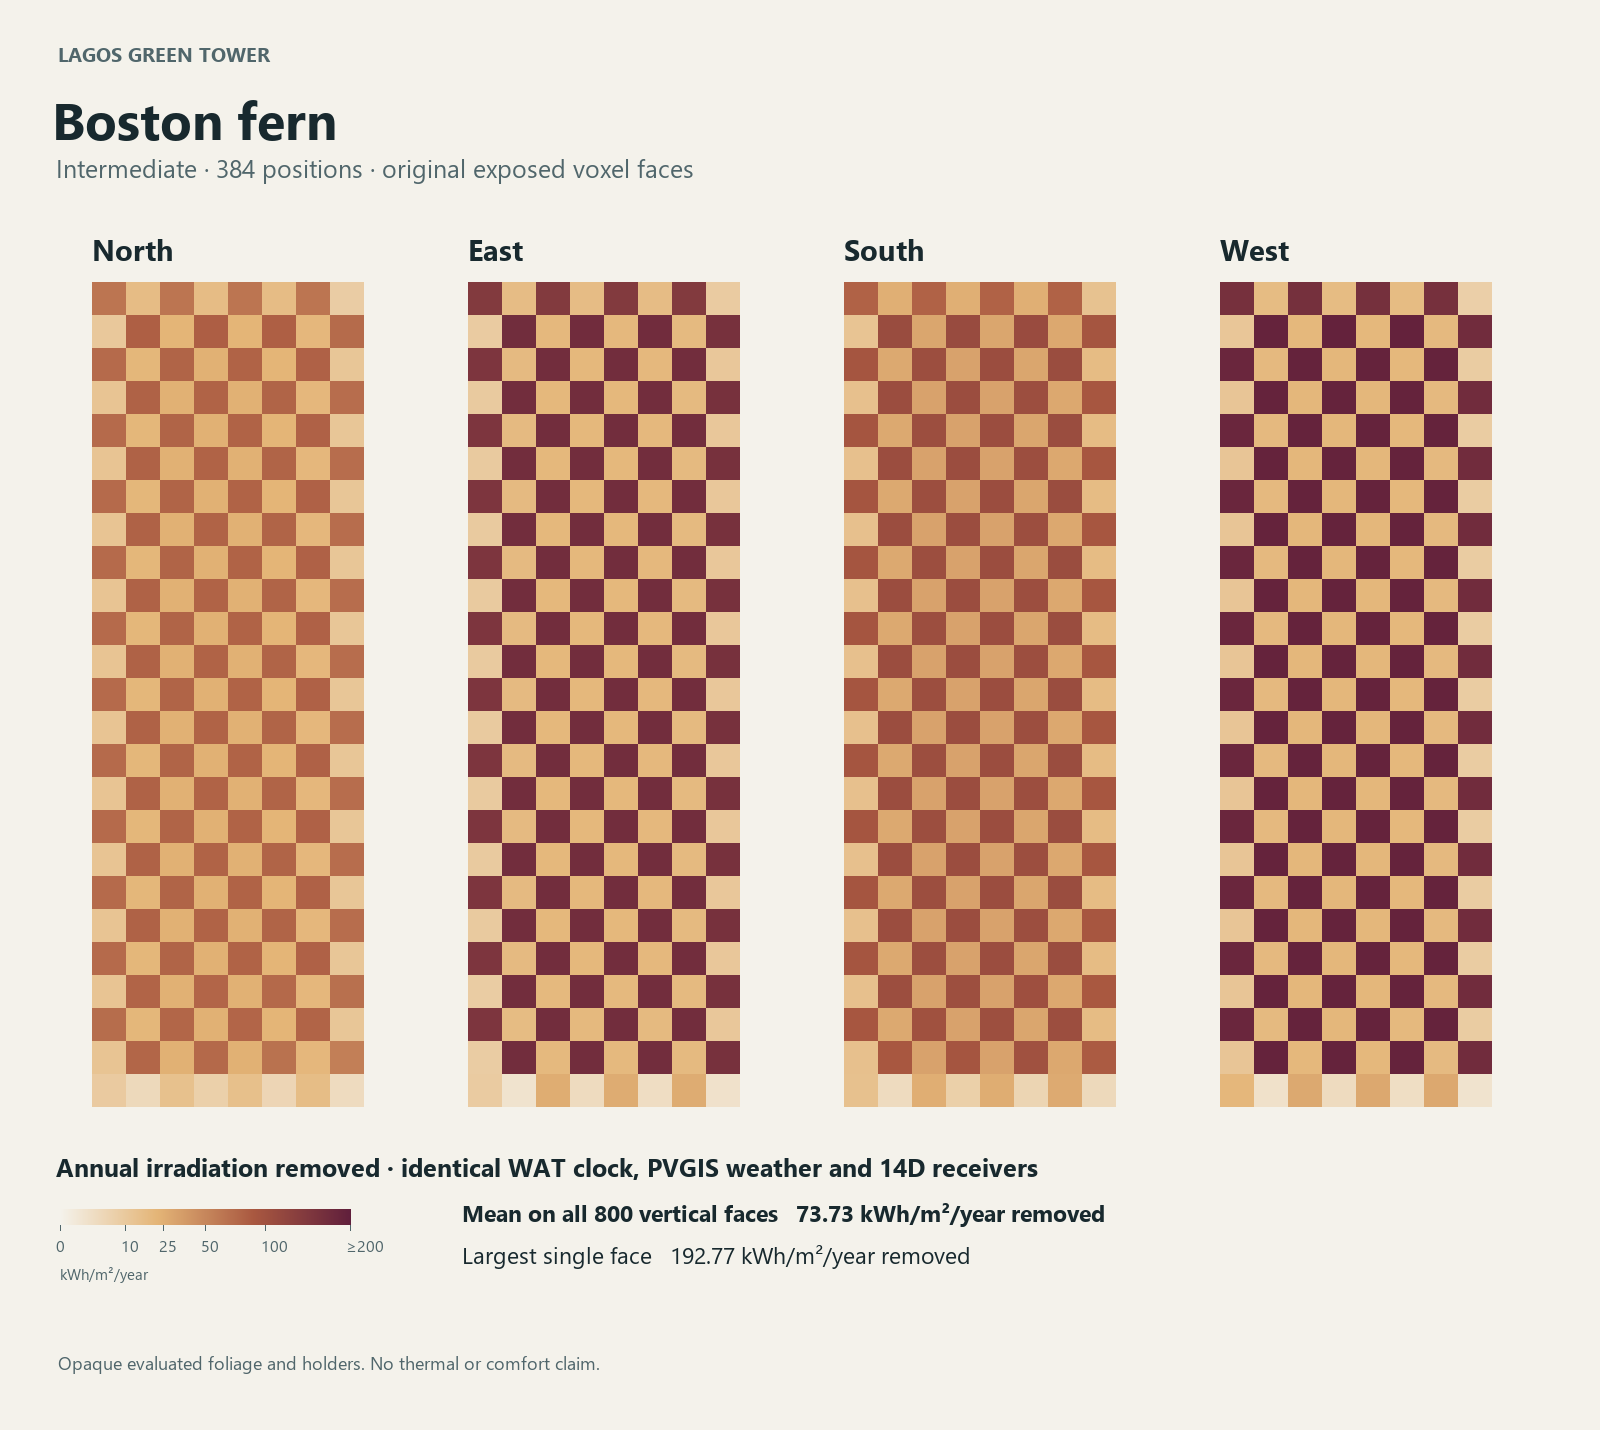 LAGOS GREEN TOWER
Boston fern
Intermediate · 384 positions · original exposed voxel faces
North East South West
Annual irradiation removed · identical WAT clock, PVGIS weather and 14D receivers
Mean on all 800 vertical faces 73.73 kWh/m²/year removed
0 10 25 50 100 ≥200
Largest single face 192.77 kWh/m²/year removed
kWh/m²/year
Opaque evaluated foliage and holders. No thermal or comfort claim.